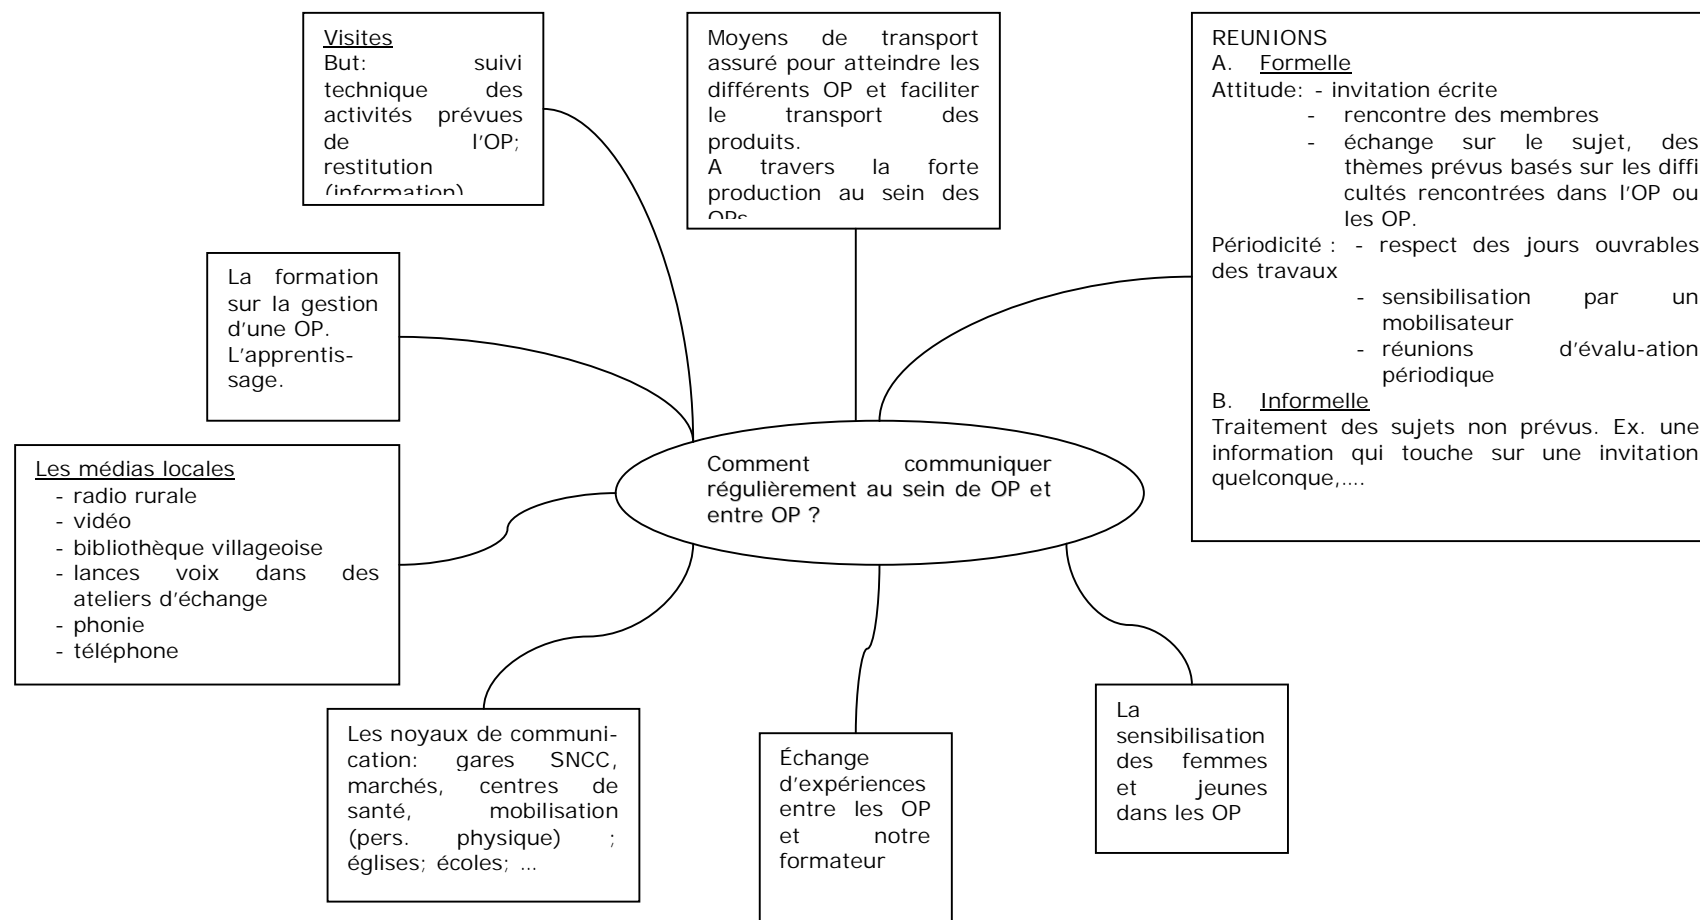 Visites
But: suivi
technique des
activités prévues
de l'OP;
restitution
(information)
Moyens de transport
assuré pour atteindre les
différents OP et faciliter
le transport des
produits.
A travers la forte
production au sein des
OPs
REUNIONS
A. Formelle
Attitude: - invitation écrite
- rencontre des membres
- échange sur le sujet, des
thèmes prévus basés sur les diffi
cultés rencontrées dans l'OP ou
les OP.
Périodicité : - respect des jours ouvrables
des travaux
- sensibilisation par un
mobilisateur
- réunions d'évalu-ation
périodique
B. Informelle
Traitement des sujets non prévus. Ex. une
information qui touche sur une invitation
quelconque,....
La formation
sur la gestion
d'une OP.
L'apprentis-
sage.
Comment communiquer
régulièrement au sein de OP et
entre OP ?
Les médias locales
- radio rurale
- vidéo
- bibliothèque villageoise
- lances voix dans des
ateliers d'échange
- phonie
- téléphone
Les noyaux de communi-
cation: gares SNCC,
marchés, centres de
santé, mobilisation
(pers. physique) ;
églises; écoles; ...
Échange
d'expériences
entre les OP
et notre
formateur
La
sensibilisation
des femmes
et jeunes
dans les OP